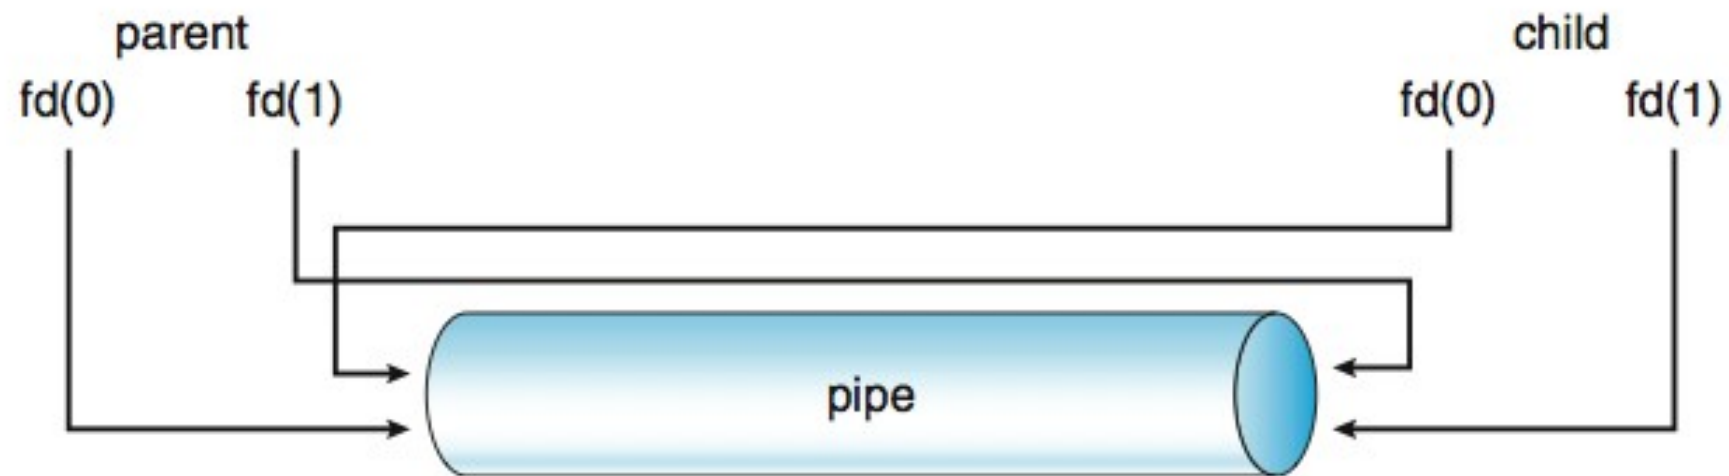 parent child
fd(0) fd(1) fd(0) fd(1)
pipe